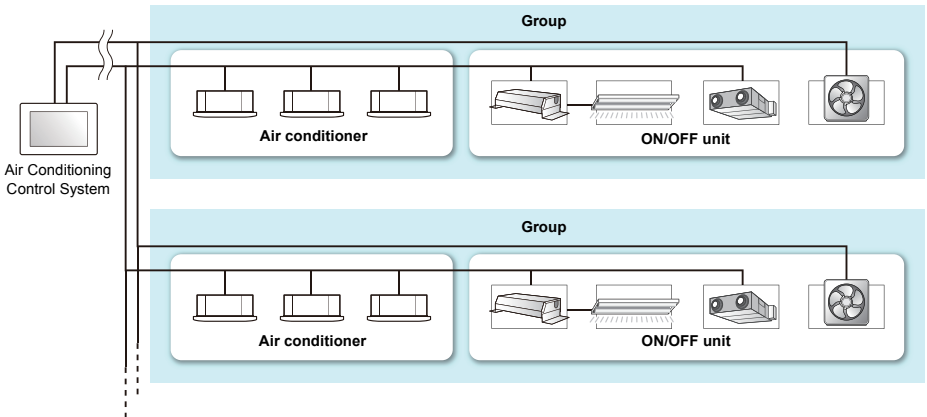 Group
Air conditioner
ON/OFF unit
Air Conditioning
Control System
Group
Air conditioner
ON/OFF unit